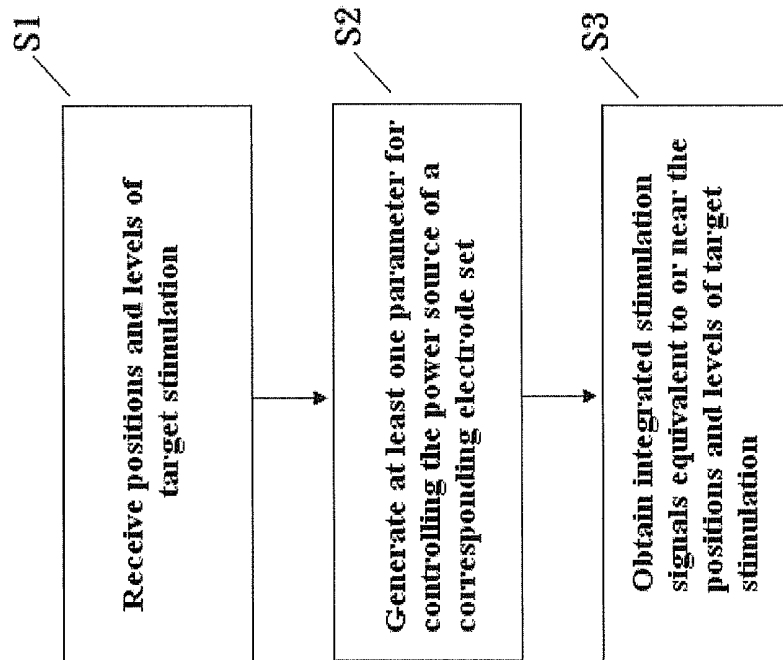 S1
Receive positions and levels of
target stimulation
S2
Generate at least one parameter for
controlling the power source of a
corresponding electrode set
S3
Obtain integrated stimulation
signals equivalent to or near the
positions and levels of target
stimulation